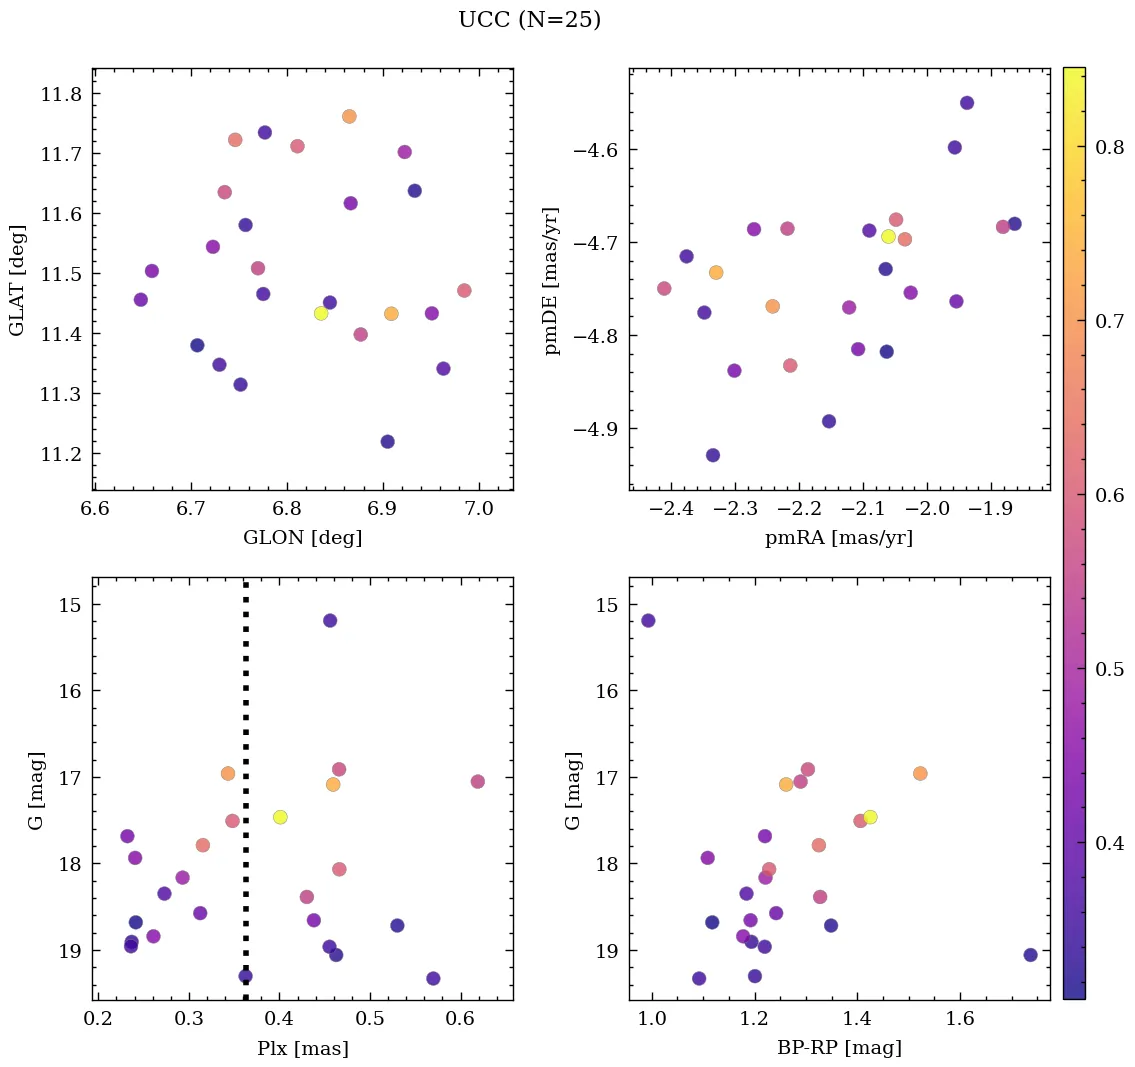 UCC (N=25)
11.8
11.7
11.6
11.5
11.4
11.3
11.2
GLAT [deg]
6.6 6.7 6.8 6.9 7.0
GLON [deg]
−4.6
−4.7
−4.8
−4.9
pmDE [mas/yr]
−2.4 −2.3 −2.2 −2.1 −2.0 −1.9
pmRA [mas/yr]
15
16
17
18
19
G [mag]
0.2 0.3 0.4 0.5 0.6
Plx [mas]
15
16
17
18
19
G [mag]
1.0 1.2 1.4 1.6
BP-RP [mag]
0.8
0.7
0.6
0.5
0.4